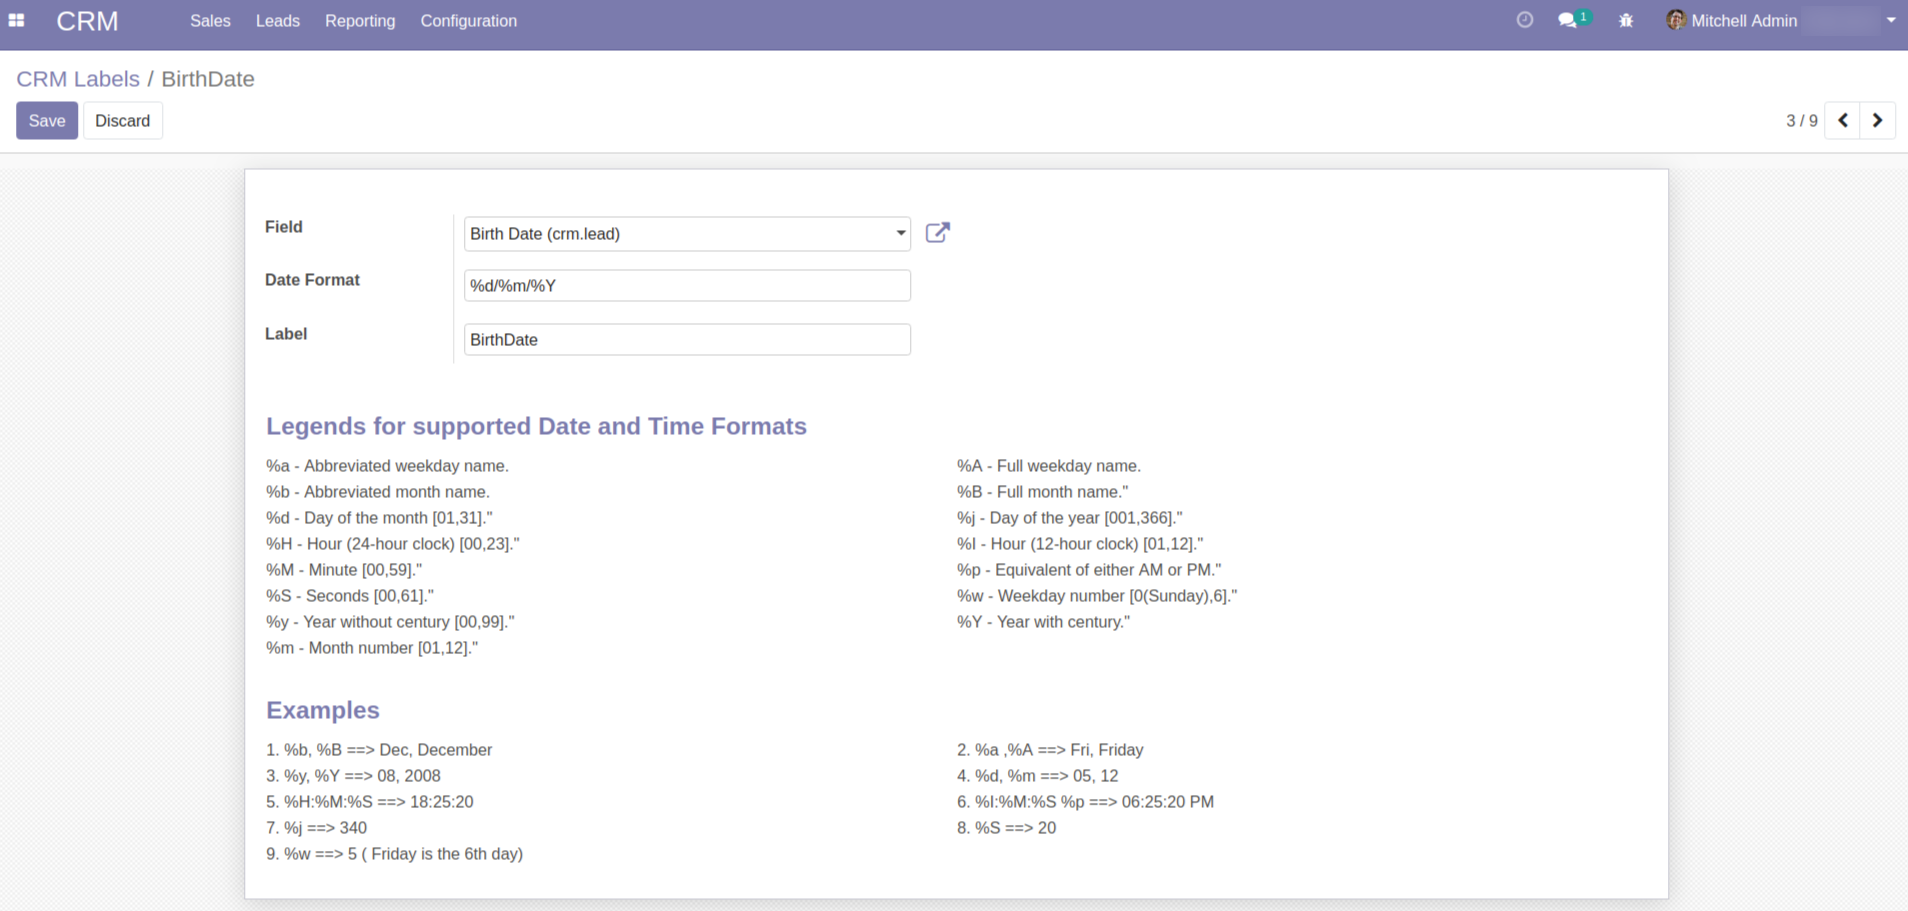 CRM Sales Leads Reporting Configuration 1 Mitchell Admin
CRM Labels / BirthDate
Save Discard 3 / 9
Field Birth Date (crm.lead)
Date Format %d/%m/%Y
Label BirthDate
Legends for supported Date and Time Formats
%a - Abbreviated weekday name. %A - Full weekday name.
%b - Abbreviated month name. %B - Full month name."
%d - Day of the month [01,31]." %j - Day of the year [001,366]."
%H - Hour (24-hour clock) [00,23]." %I - Hour (12-hour clock) [01,12]."
%M - Minute [00,59]." %p - Equivalent of either AM or PM."
%S - Seconds [00,61]." %w - Weekday number [0(Sunday),6]."
%y - Year without century [00,99]." %Y - Year with century."
%m - Month number [01,12]."
Examples
1. %b, %B ==> Dec, December 2. %a ,%A ==> Fri, Friday
3. %y, %Y ==> 08, 2008 4. %d, %m ==> 05, 12
5. %H:%M:%S ==> 18:25:20 6. %I:%M:%S %p ==> 06:25:20 PM
7. %j ==> 340 8. %S ==> 20
9. %w ==> 5 ( Friday is the 6th day)